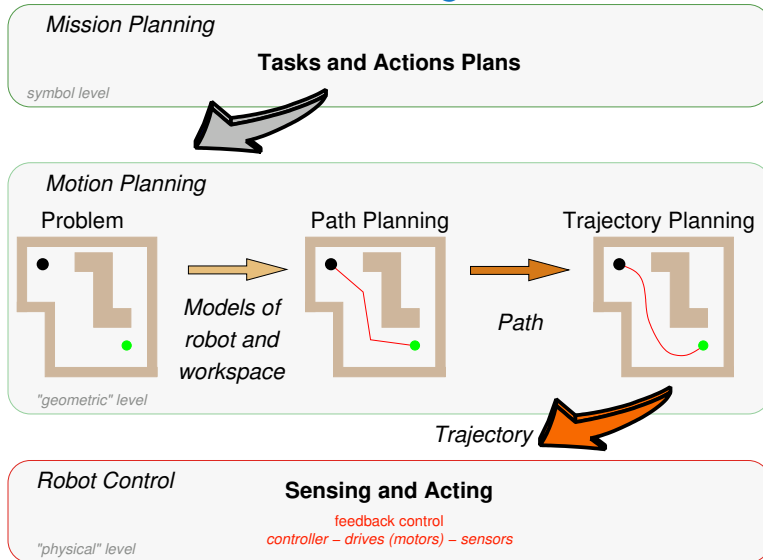 Mission Planning
Tasks and Actions Plans
symbol level
Motion Planning
Problem
Path Planning
Trajectory Planning
Models of
robot and
workspace
Path
"geometric" level
Trajectory
Robot Control
Sensing and Acting
feedback control
controller – drives (motors) – sensors
"physical" level